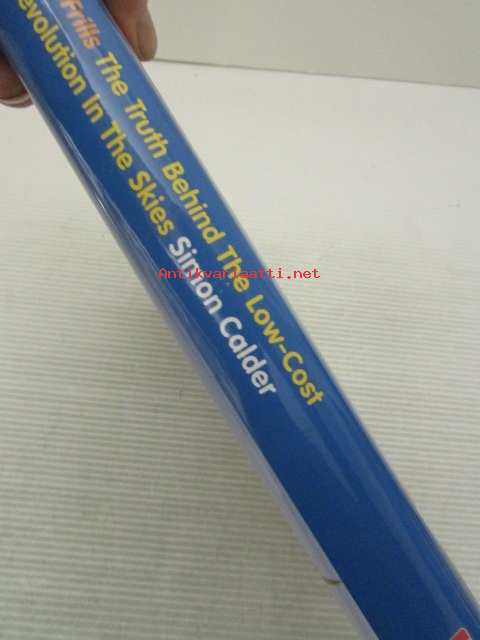 Frills The Truth Behind The Low-Cost
evolution In The Skies Simon Calder
Antikvariaatti.net